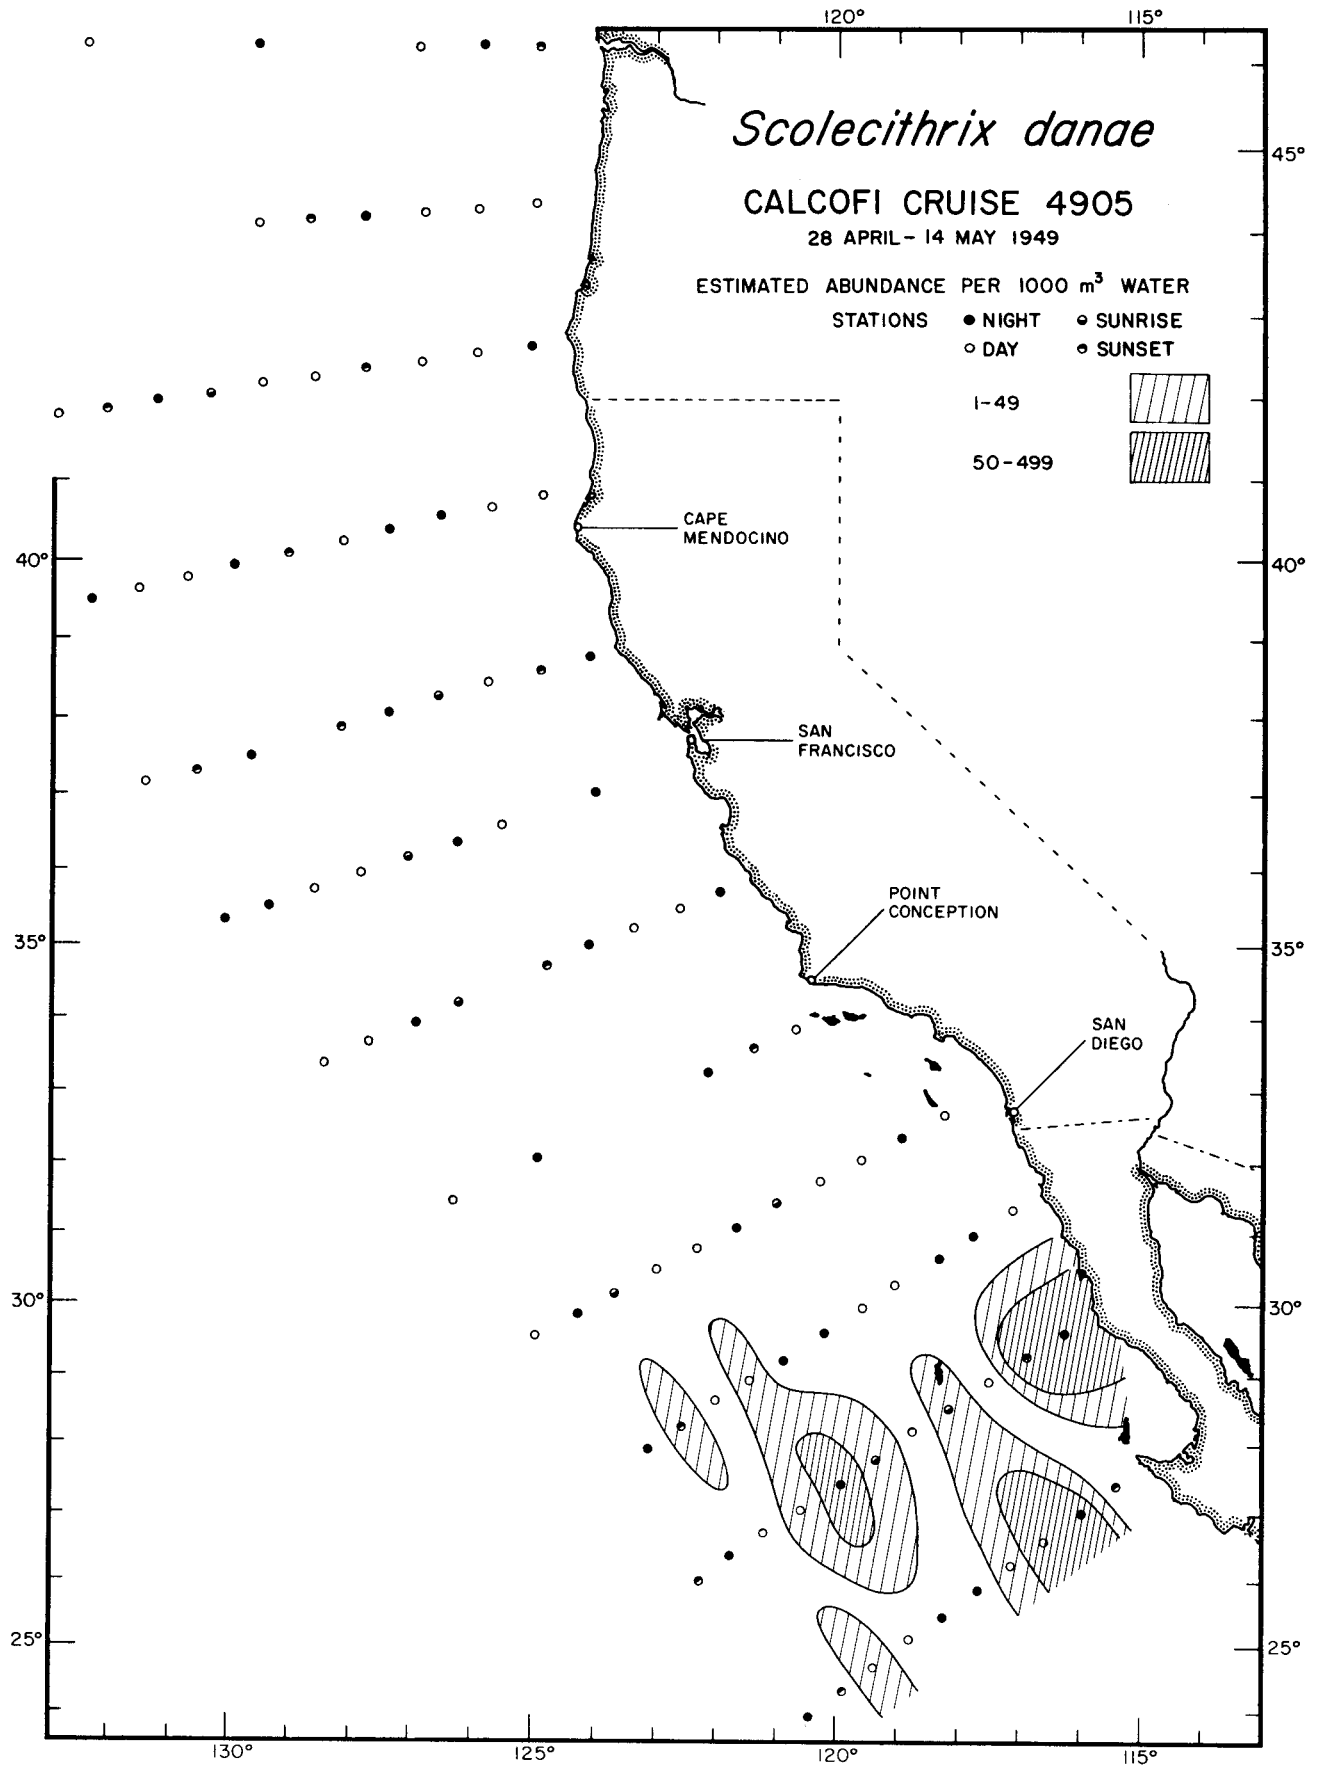 120° 115°
Scolecithrix danae
45°
CALCOFI CRUISE 4905
28 APRIL – 14 MAY 1949
ESTIMATED ABUNDANCE PER 1000 m³ WATER
STATIONS NIGHT SUNRISE
DAY SUNSET
1–49
50–499
CAPE
MENDOCINO
40° 40°
SAN
FRANCISCO
POINT
CONCEPTION
35° 35°
SAN
DIEGO
30° 30°
25° 25°
130° 125° 120° 115°